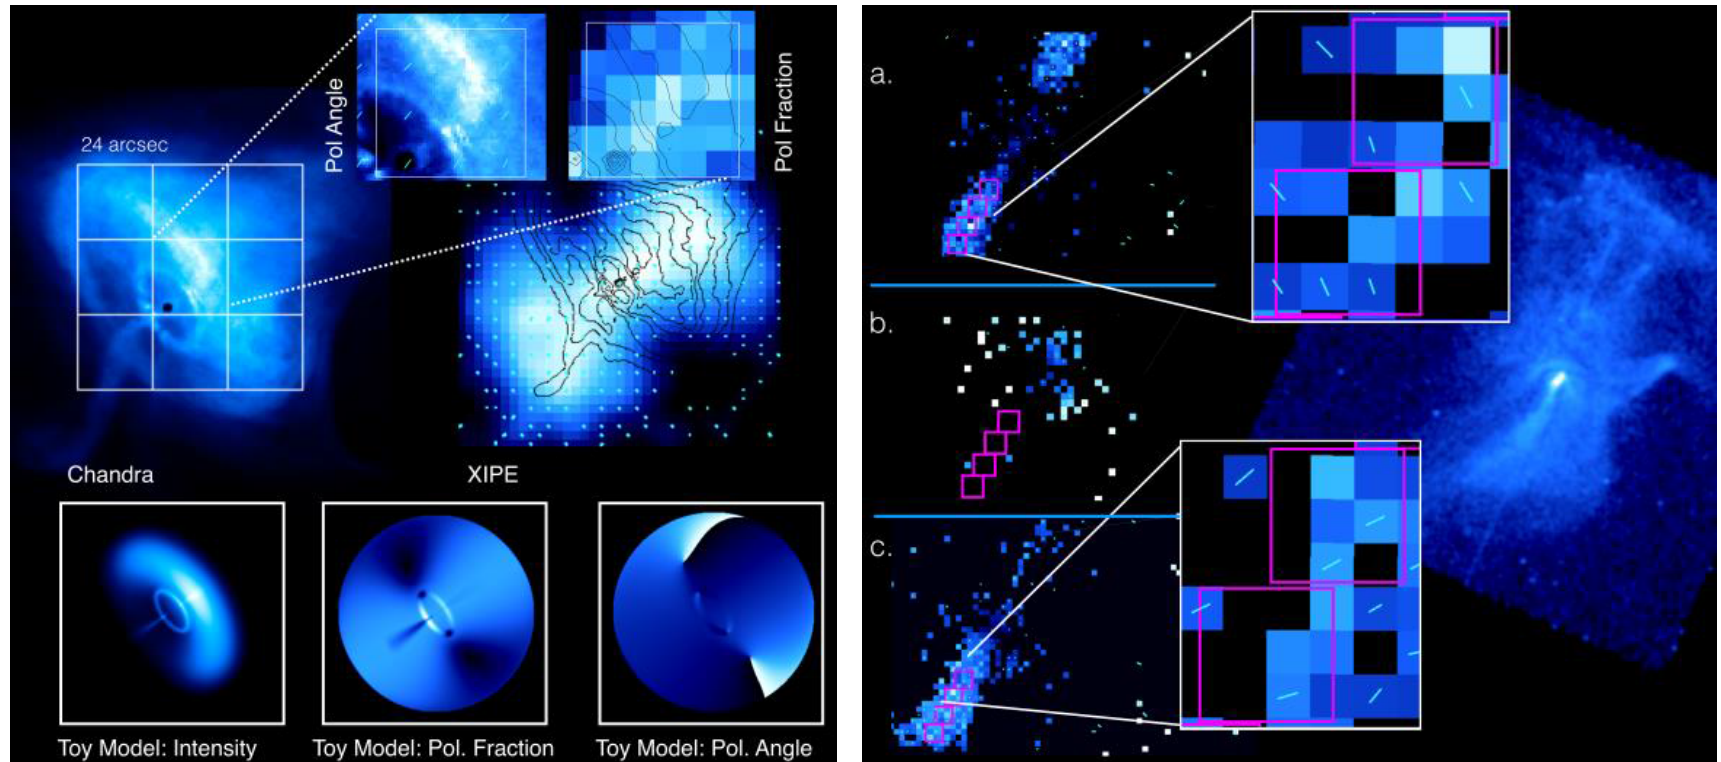 Pol Angle
Pol Fraction
24 arcsec
Chandra
XIPE
Toy Model: Intensity
Toy Model: Pol. Fraction
Toy Model: Pol. Angle
a.
b.
c.